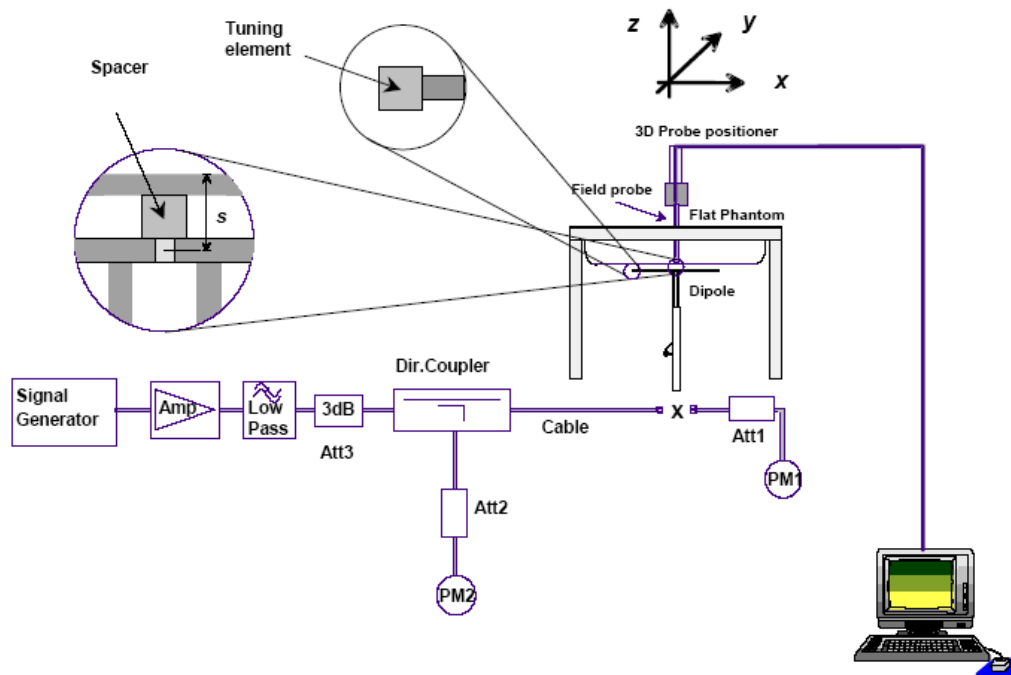 Tuning
element
Spacer
s
z
y
x
3D Probe positioner
Field probe
Flat Phantom
Dipole
Signal
Generator
Amp
Low
Pass
3dB
Att3
Dir.Coupler
Cable
X
Att1
PM1
Att2
PM2